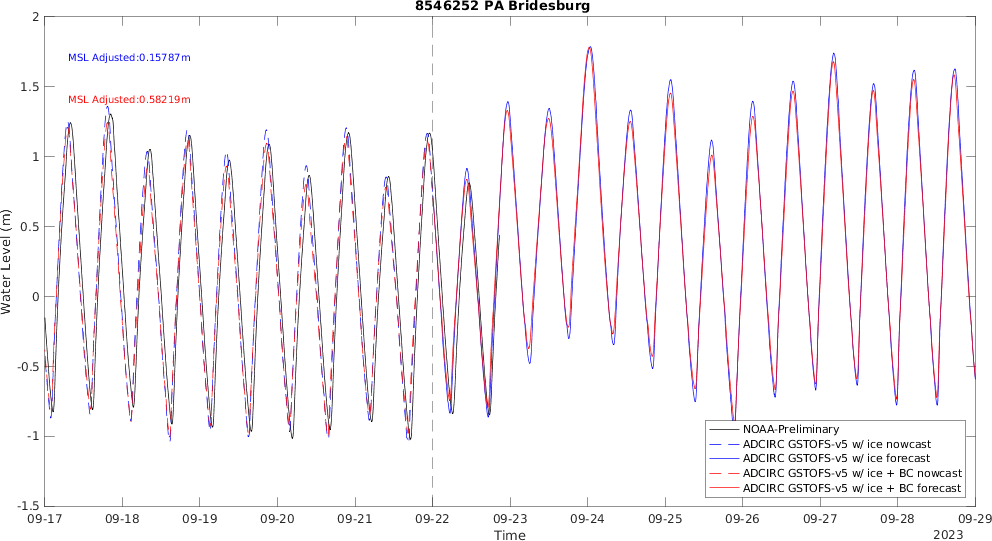 8546252 PA Bridesburg
MSL Adjusted:0.15787m
MSL Adjusted:0.58219m
Water Level (m)
2
1.5
1
0.5
0
-0.5
-1
-1.5
NOAA-Preliminary
ADCIRC GSTOFS-v5 w/ ice nowcast
ADCIRC GSTOFS-v5 w/ ice forecast
ADCIRC GSTOFS-v5 w/ ice + BC nowcast
ADCIRC GSTOFS-v5 w/ ice + BC forecast
09-17 09-18 09-19 09-20 09-21 09-22 09-23 09-24 09-25 09-26 09-27 09-28 09-29
Time
2023